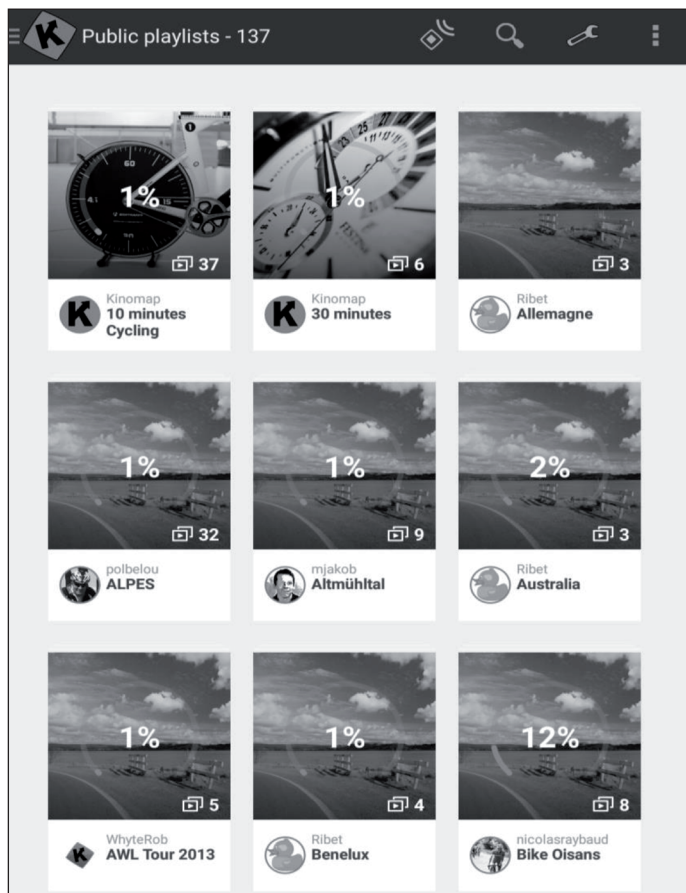 Public playlists - 137
1%
37
Kinomap
10 minutes
Cycling
1%
6
Kinomap
30 minutes
3
Ribet
Allemagne
1%
32
polbelou
ALPES
1%
9
mjakob
Altmühltal
2%
3
Ribet
Australia
1%
5
WhyteRob
AWL Tour 2013
1%
4
Ribet
Benelux
12%
8
nicolasraybaud
Bike Oisans